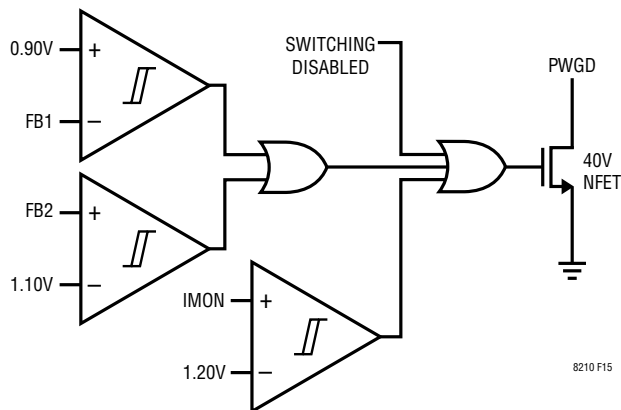 0.90V
+
FB1
−
SWITCHING
DISABLED
PWGD
40V
NFET
FB2
+
1.10V
−
IMON
+
1.20V
−
8210 F15